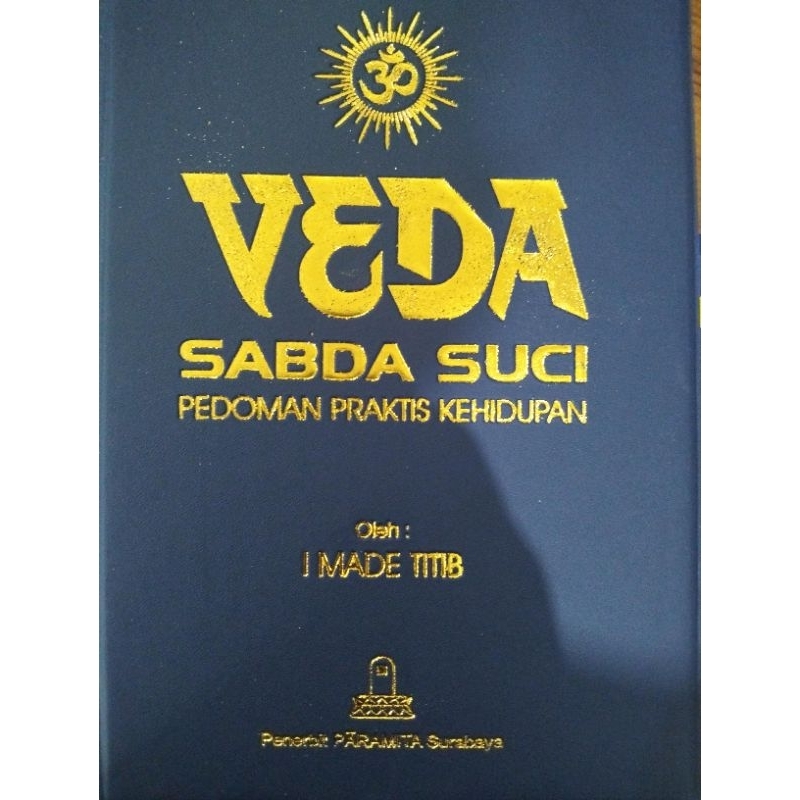 ॐ
VEDA
SABDA SUCI
PEDOMAN PRAKTIS KEHIDUPAN
Oleh :
I MADE TITIB
Penerbit PĀRAMITA Surabaya